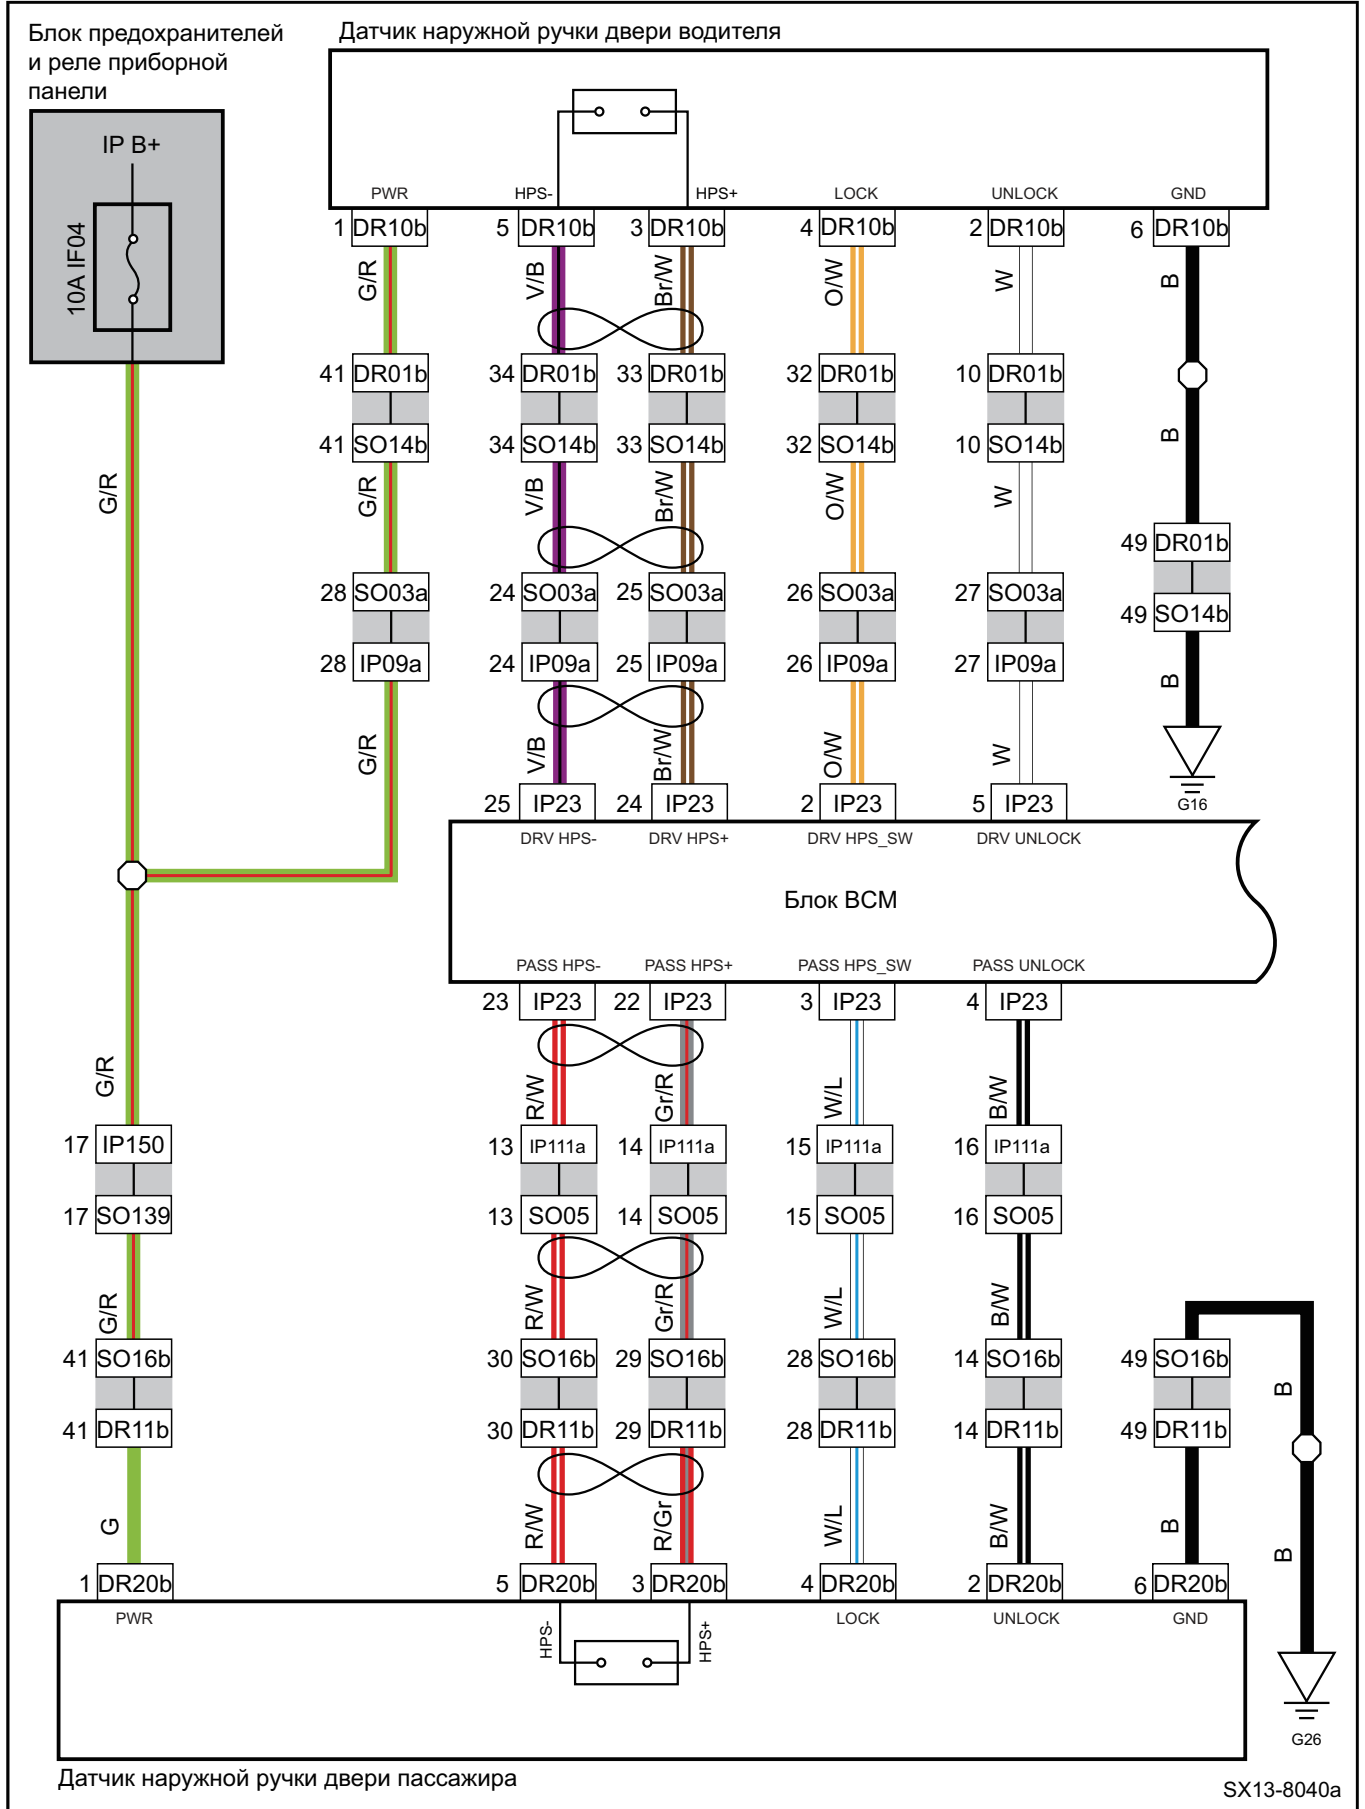 Блок предохранителей
и реле приборной
панели
Датчик наружной ручки двери водителя
IP B+
10A IF04
PWR HPS- HPS+ LOCK UNLOCK GND
1 DR10b 5 DR10b 3 DR10b 4 DR10b 2 DR10b 6 DR10b
G/R V/B Br/W O/W W B
41 DR01b 34 DR01b 33 DR01b 32 DR01b 10 DR01b
41 SO14b 34 SO14b 33 SO14b 32 SO14b 10 SO14b
G/R G/R V/B Br/W O/W W B
49 DR01b
28 SO03a 24 SO03a 25 SO03a 26 SO03a 27 SO03a 49 SO14b
28 IP09a 24 IP09a 25 IP09a 26 IP09a 27 IP09a
G/R V/B Br/W O/W W B
25 IP23 24 IP23 2 IP23 5 IP23 G16
DRV HPS- DRV HPS+ DRV HPS_SW DRV UNLOCK
Блок BCM
PASS HPS- PASS HPS+ PASS HPS_SW PASS UNLOCK
23 IP23 22 IP23 3 IP23 4 IP23
G/R R/W Gr/R W/L B/W
17 IP150 13 IP111a 14 IP111a 15 IP111a 16 IP111a
17 SO139 13 SO05 14 SO05 15 SO05 16 SO05
G/R R/W Gr/R W/L B/W
41 SO16b 30 SO16b 29 SO16b 28 SO16b 14 SO16b 49 SO16b
B
41 DR11b 30 DR11b 29 DR11b 28 DR11b 14 DR11b 49 DR11b
G R/W R/Gr W/L B/W B B
1 DR20b 5 DR20b 3 DR20b 4 DR20b 2 DR20b 6 DR20b
PWR HPS- HPS+ LOCK UNLOCK GND
G26
Датчик наружной ручки двери пассажира
SX13-8040a